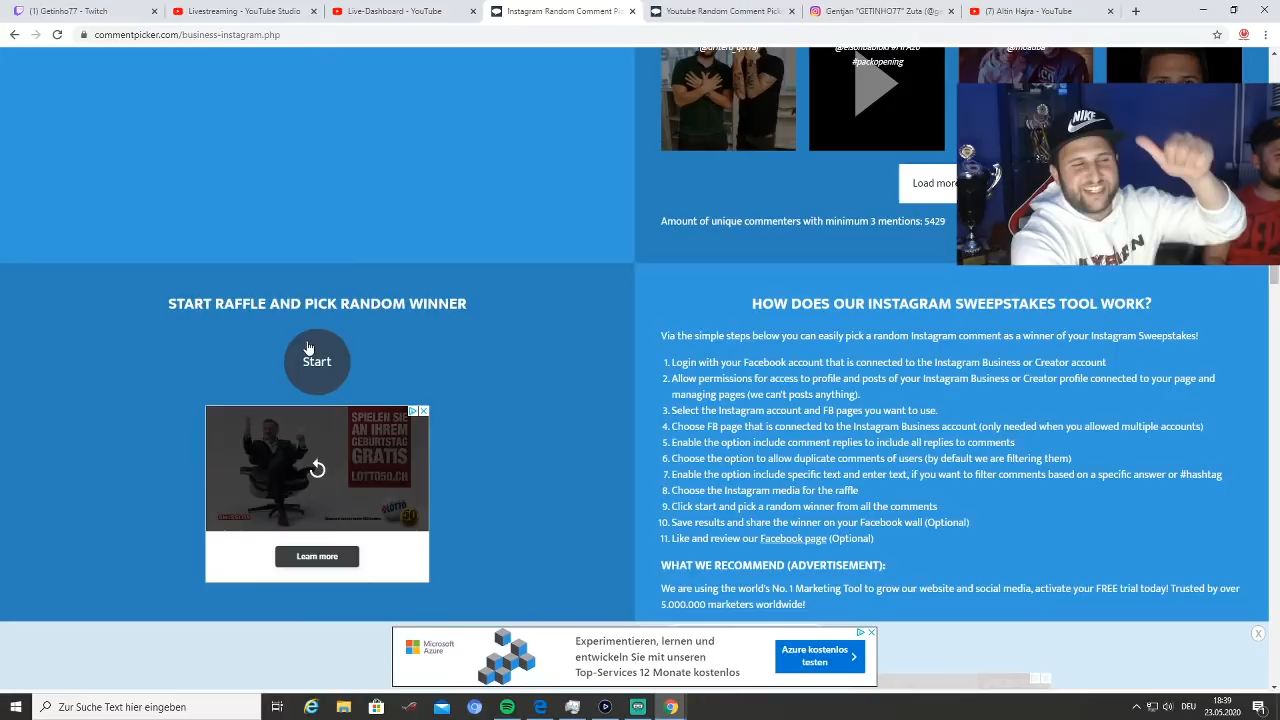 (1) Getinho77 - Twitch
Livestreaming - YouTube Studio
Live-Dashboard - YouTube
Instagram Random Comment Pic
Youtube Random Comment Picke
Getjan "GETINHO77" Zuta (@ge
(7) Altin Hajra - YouTube
commentpicker.com/business-instagram.php
#packopening
Load more
Amount of unique commenters with minimum 3 mentions: 5429
NIKE
START RAFFLE AND PICK RANDOM WINNER
Start
SPIELEN SIE
AN IHREM
GEBURTSTAG
GRATIS
LOTTO50.CH
Learn more
HOW DOES OUR INSTAGRAM SWEEPSTAKES TOOL WORK?
Via the simple steps below you can easily pick a random Instagram comment as a winner of your Instagram Sweepstakes!
1. Login with your Facebook account that is connected to the Instagram Business or Creator account
2. Allow permissions for access to profile and posts of your Instagram Business or Creator profile connected to your page and
managing pages (we can't posts anything).
3. Select the Instagram account and FB pages you want to use.
4. Choose FB page that is connected to the Instagram Business account (only needed when you allowed multiple accounts)
5. Enable the option include comment replies to include all replies to comments
6. Choose the option to allow duplicate comments of users (by default we are filtering them)
7. Enable the option include specific text and enter text, if you want to filter comments based on a specific answer or #hashtag
8. Choose the Instagram media for the raffle
9. Click start and pick a random winner from all the comments
10. Save results and share the winner on your Facebook wall (Optional)
11. Like and review our Facebook page (Optional)
WHAT WE RECOMMEND (ADVERTISEMENT):
We are using the world's No. 1 Marketing Tool to grow our website and social media, activate your FREE trial today! Trusted by over
5.000.000 marketers worldwide!
Microsoft
Azure
Experimentieren, lernen und
entwickeln Sie mit unseren
Top-Services 12 Monate kostenlos
Azure kostenlos
testen
Zur Suche Text hier eingeben
DEU
18:39
23.05.2020